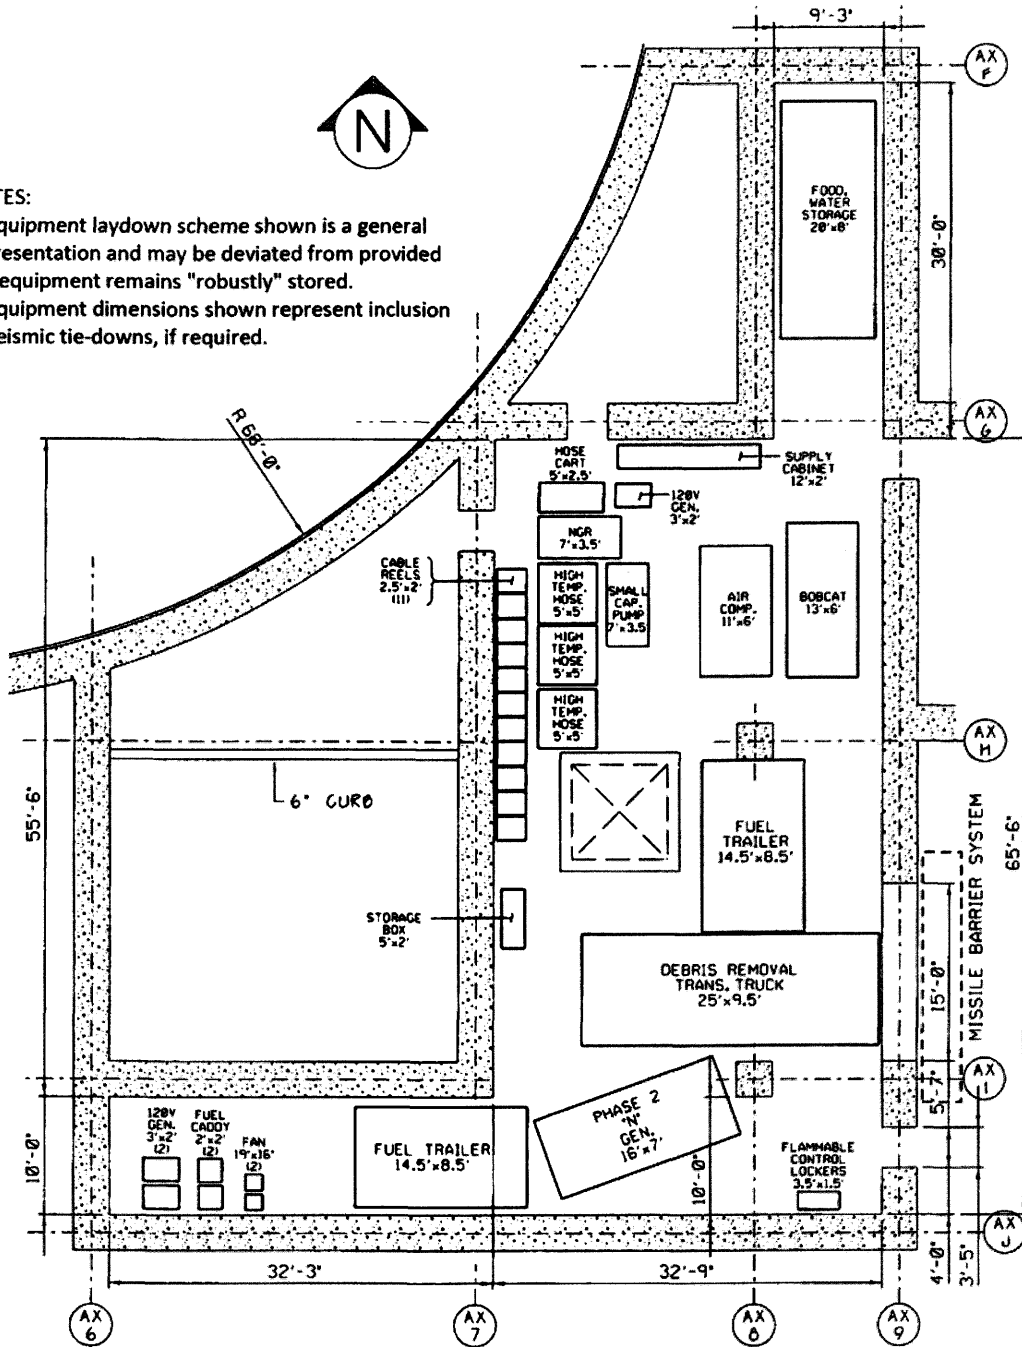 9'-3"
AX
F
N
TES:
quipment laydown scheme shown is a general
resentation and may be deviated from provided
equipment remains "robustly" stored.
quipment dimensions shown represent inclusion
eismic tie-downs, if required.
FOOD,
WATER
STORAGE
20'x8'
30'-0"
R 68'-0"
AX
G
HOSE
CART
5'x2.5'
SUPPLY
CABINET
12'x2'
120V
GEN.
3'x2'
NGR
7'x3.5'
CABLE
REELS
2.5'x2'
(11)
HIGH
TEMP.
HOSE
5'x5'
SMALL
CAP.
PUMP
7'x3.5'
AIR
COMP.
11'x6'
BOBCAT
13'x6'
HIGH
TEMP.
HOSE
5'x5'
HIGH
TEMP.
HOSE
5'x5'
AX
H
6" CURB
55'-6"
FUEL
TRAILER
14.5'x8.5'
MISSILE BARRIER SYSTEM
65'-6"
STORAGE
BOX
5'x2'
DEBRIS REMOVAL
TRANS. TRUCK
25'x9.5'
15'-0"
AX
I
5'-7"
120V
GEN.
3'x2'
(2)
FUEL
CADDY
2'x2'
(2)
FAN
19"x16"
(2)
FUEL TRAILER
14.5'x8.5'
PHASE 2
"N"
GEN.
16'x7'
10'-0"
10'-0"
FLAMMABLE
CONTROL
LOCKERS
3.5'x1.5'
AX
J
4'-0"
3'-5"
32'-3"
32'-9"
AX
6
AX
7
AX
8
AX
9